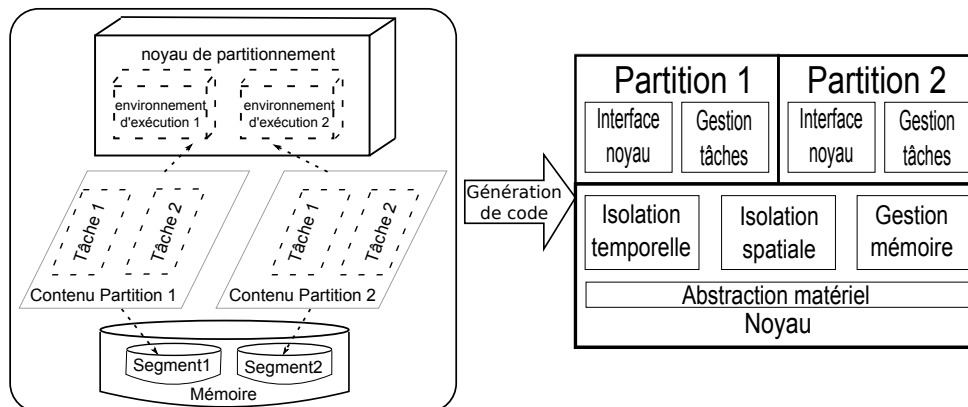 noyau de partitionnement
environnement
d'exécution 1
environnement
d'exécution 2
Tâche 1
Tâche 2
Tâche 1
Tâche 2
Contenu Partition 1
Contenu Partition 2
Segment1
Segment2
Mémoire
Génération
de code
Partition 1
Partition 2
Interface
noyau
Gestion
tâches
Interface
noyau
Gestion
tâches
Isolation
temporelle
Isolation
spatiale
Gestion
mémoire
Abstraction matériel
Noyau